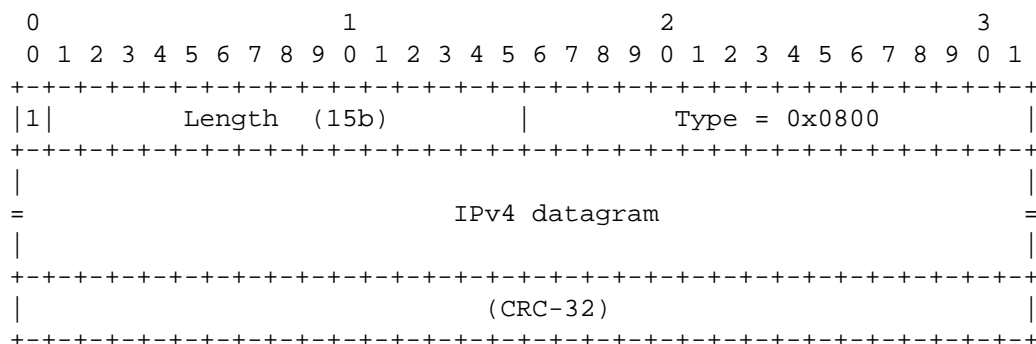 0                   1                   2                   3
 0 1 2 3 4 5 6 7 8 9 0 1 2 3 4 5 6 7 8 9 0 1 2 3 4 5 6 7 8 9 0 1
+-+-+-+-+-+-+-+-+-+-+-+-+-+-+-+-+-+-+-+-+-+-+-+-+-+-+-+-+-+-+-+-+
|1|        Length  (15b)        |         Type = 0x0800         |
+-+-+-+-+-+-+-+-+-+-+-+-+-+-+-+-+-+-+-+-+-+-+-+-+-+-+-+-+-+-+-+-+
|                                                               |
=                           IPv4 datagram                       =
|                                                               |
+-+-+-+-+-+-+-+-+-+-+-+-+-+-+-+-+-+-+-+-+-+-+-+-+-+-+-+-+-+-+-+-+
|                             (CRC-32)                          |
+-+-+-+-+-+-+-+-+-+-+-+-+-+-+-+-+-+-+-+-+-+-+-+-+-+-+-+-+-+-+-+-+